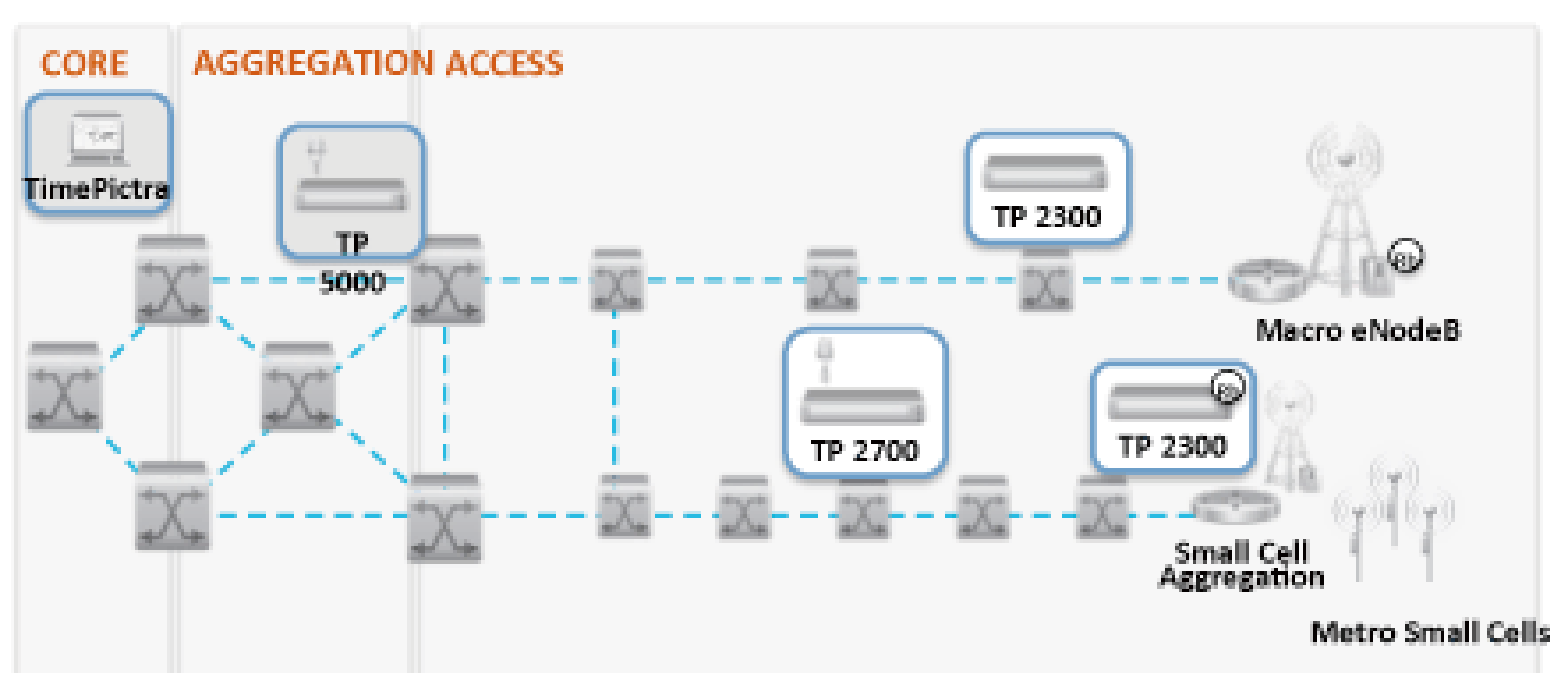 CORE
AGGREGATION ACCESS
TimePictra
TP
5000
TP 2300
Macro eNodeB
TP 2700
TP 2300
Small Cell
Aggregation
Metro Small Cells